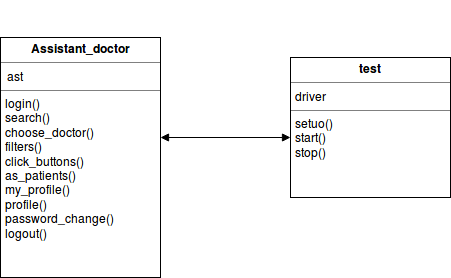 Assistant_doctor
ast
login()
search()
choose_doctor()
filters()
click_buttons()
as_patients()
my_profile()
profile()
password_change()
logout()
test
driver
setuo()
start()
stop()